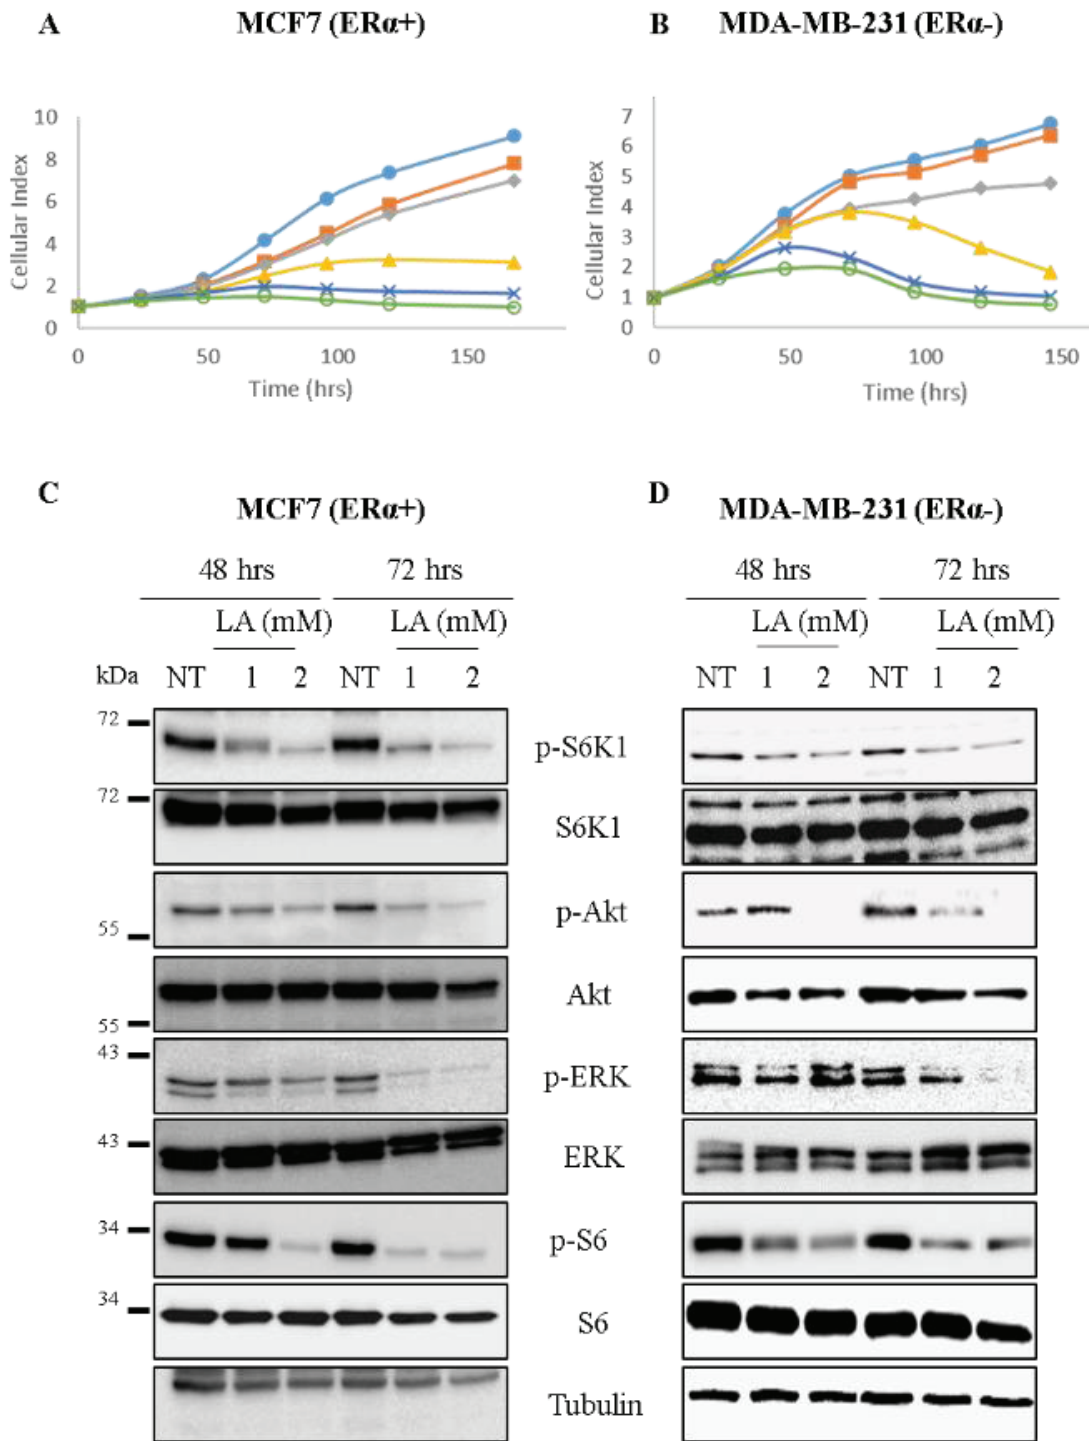 A MCF7 (ERα+)
B MDA-MB-231 (ERα-)
Cellular Index
10
8
6
4
2
0
0 50 100 150
Time (hrs)
Cellular Index
7
6
5
4
3
2
1
0
0 50 100 150
Time (hrs)
C MCF7 (ERα+)
D MDA-MB-231 (ERα-)
48 hrs 72 hrs
LA (mM) LA (mM)
kDa NT 1 2 NT 1 2
48 hrs 72 hrs
LA (mM) LA (mM)
NT 1 2 NT 1 2
72 p-S6K1
72 S6K1
p-Akt
55
Akt
55
43 p-ERK
43 ERK
34 p-S6
34 S6
Tubulin